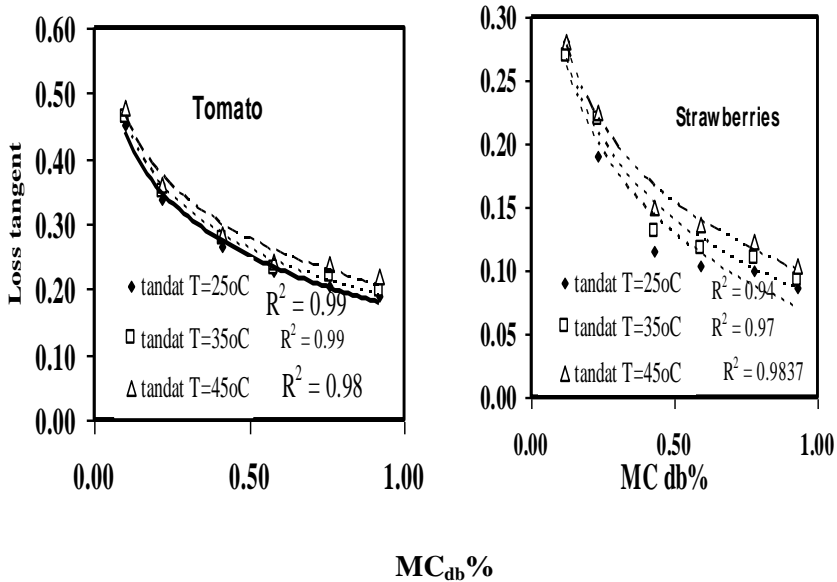 0.60
0.50
0.40
0.30
0.20
0.10
0.00
Loss tangent
Tomato
tandat T=25oC R² = 0.99
tandat T=35oC R² = 0.99
tandat T=45oC R² = 0.98
0.00 0.50 1.00
0.30
0.25
0.20
0.15
0.10
0.05
0.00
Strawberries
tandat T=25oC R² = 0.94
tandat T=35oC R² = 0.97
tandat T=45oC R² = 0.9837
0.00 0.50 1.00
MC db%
MC_db%